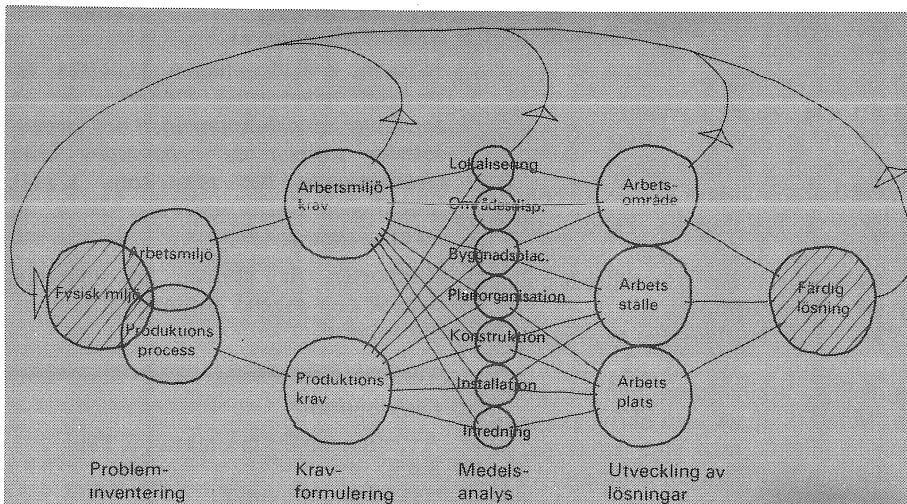 Fysisk miljö
Arbetsmiljö
Produktions
process
Arbetsmiljö
krav
Produktions
krav
Lokalisering
Områdesdisp.
Byggnadsplac.
Planorganisation
Konstruktion
Installation
Inredning
Arbets-
område
Arbets
ställe
Arbets
plats
Färdig
lösning
Problem-
inventering
Krav-
formulering
Medels-
analys
Utveckling av
lösningar